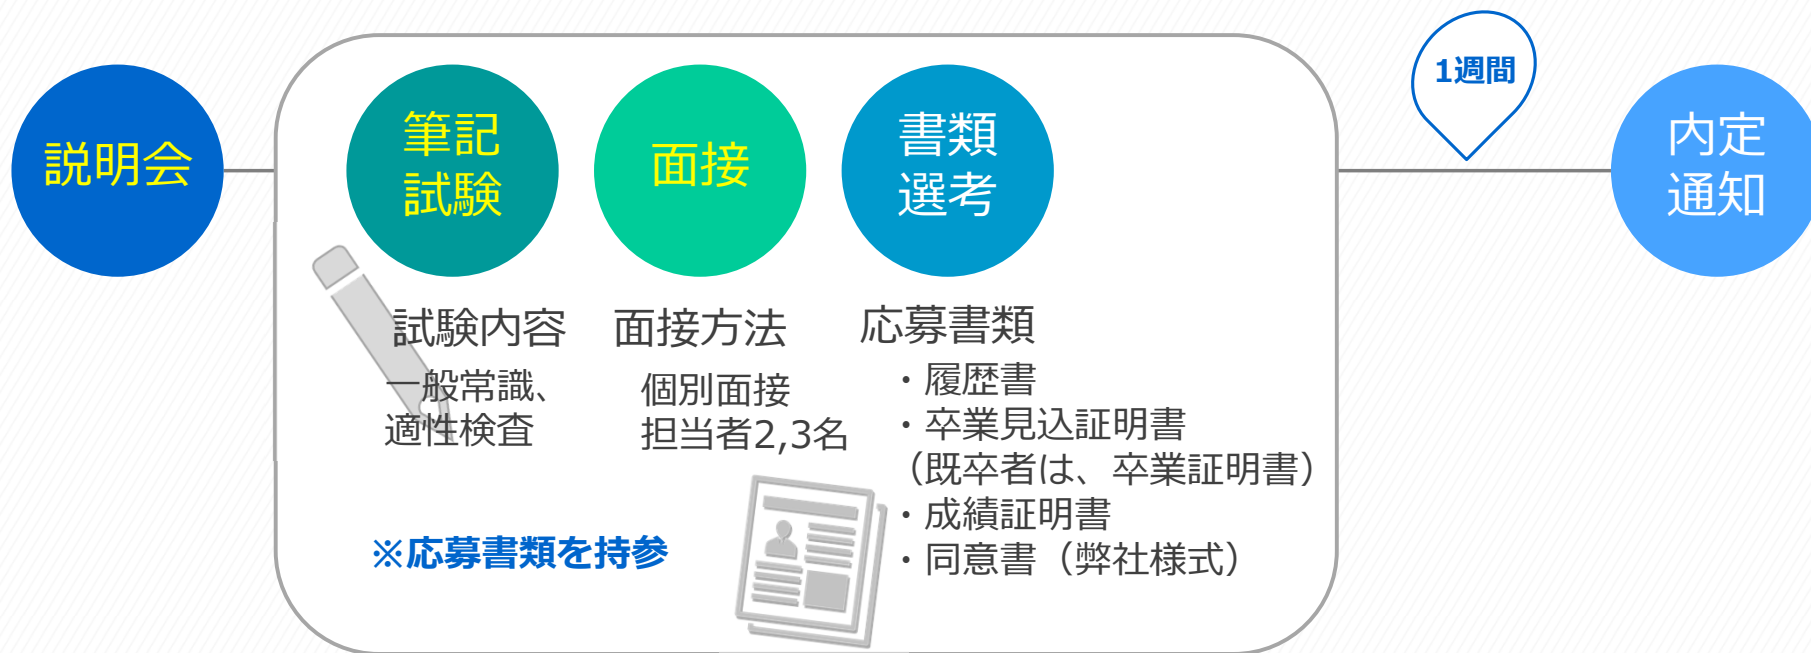 説明会
筆記
試験
面接
書類
選考
1週間
内定
通知
試験内容
一般常識、
適性検査
面接方法
個別面接
担当者2,3名
応募書類
・履歴書
・卒業見込証明書
（既卒者は、卒業証明書）
・成績証明書
・同意書（弊社様式）
※応募書類を持参